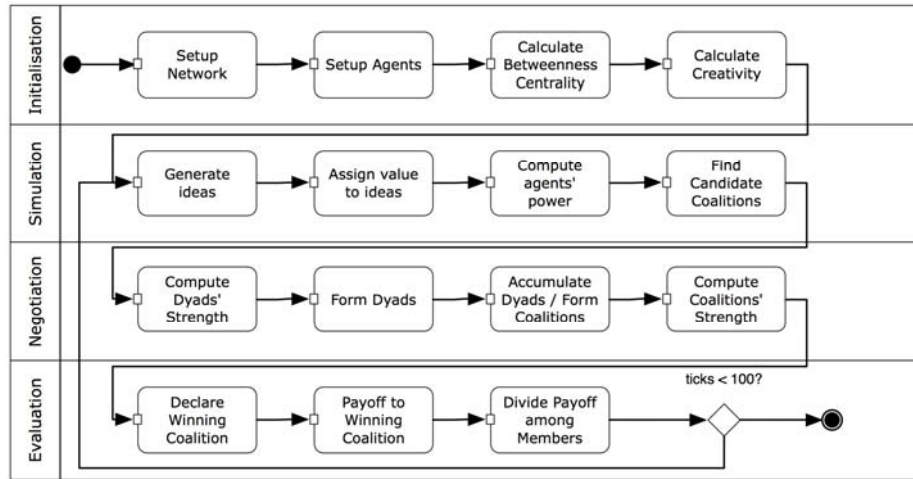 Initialisation
Setup
Network
Setup Agents
Calculate
Betweenness
Centrality
Calculate
Creativity
Simulation
Generate
ideas
Assign value
to ideas
Compute
agents'
power
Find
Candidate
Coalitions
Negotiation
Compute
Dyads'
Strength
Form Dyads
Accumulate
Dyads / Form
Coalitions
Compute
Coalitions'
Strength
Evaluation
Declare
Winning
Coalition
Payoff to
Winning
Coalition
Divide Payoff
among
Members
ticks < 100?